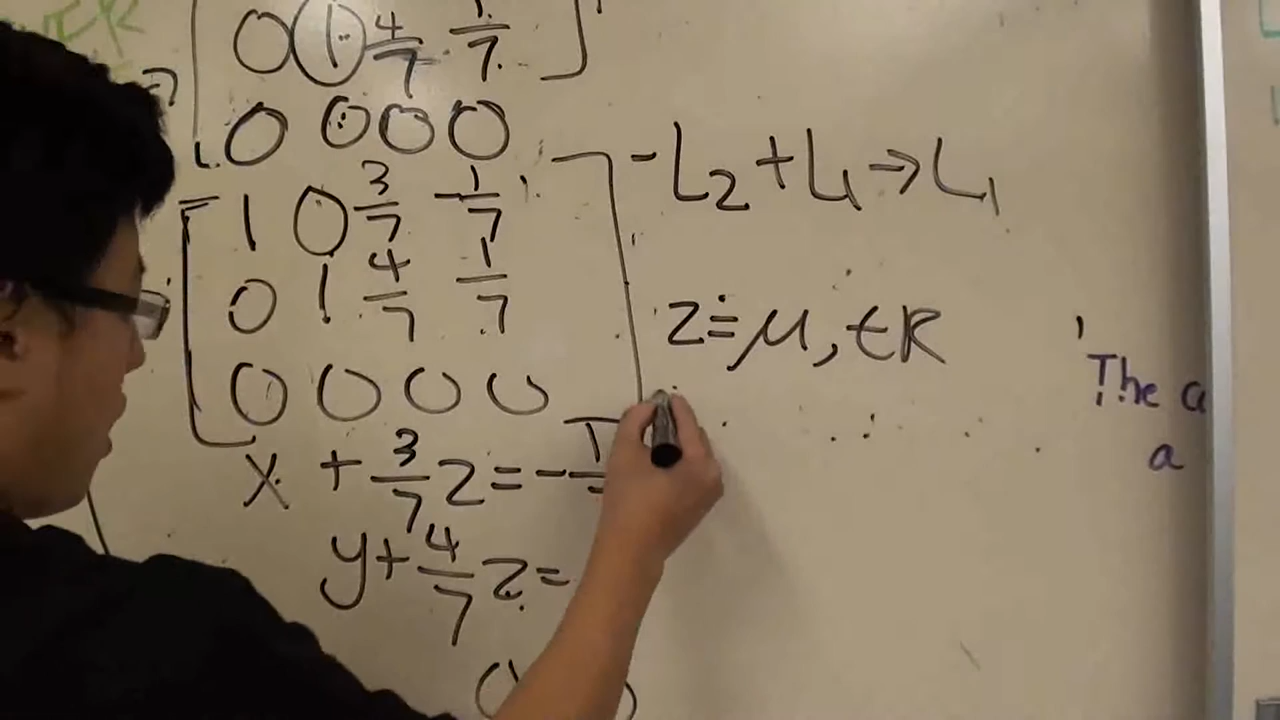 0 1 4/7 1/7
0 0 0 0
-L2 + L1 → L1
1 0 3/7 -1/7
0 1 4/7 1/7
0 0 0 0
z = μ, ∈ R
x + 3/7 z = - 1
y + 4/7 z =
The
a